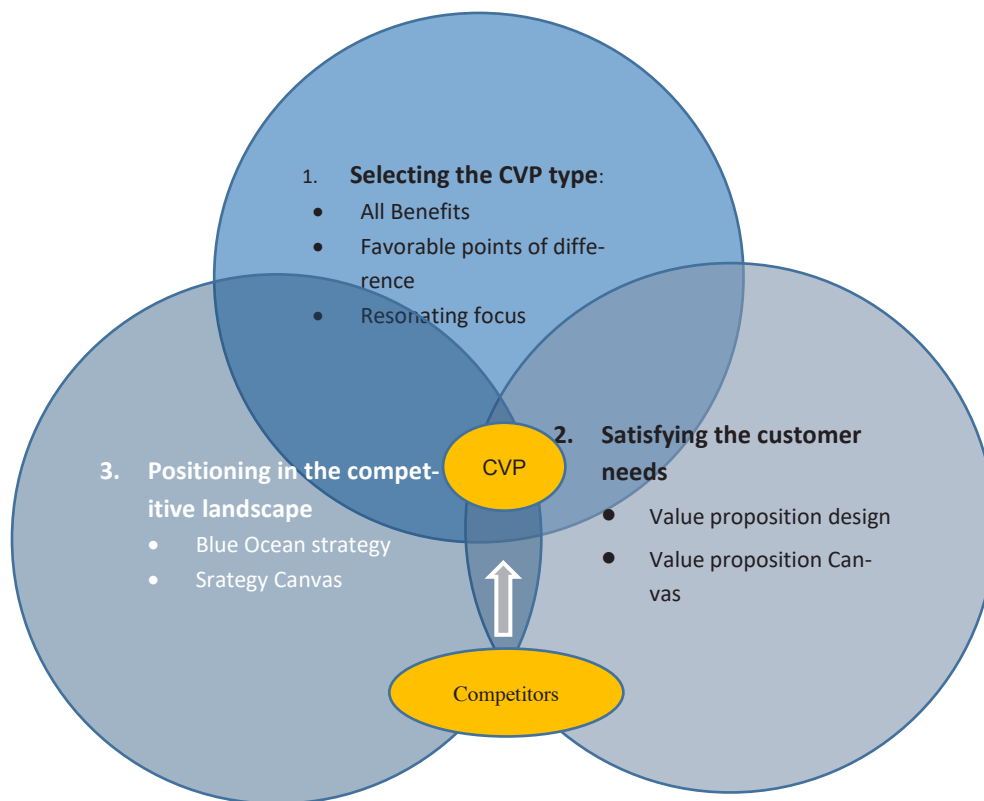 1. Selecting the CVP type:
• All Benefits
• Favorable points of diffe-
rence
• Resonating focus
CVP
2. Satisfying the customer
needs
• Value proposition design
• Value proposition Can-
vas
3. Positioning in the compet-
itive landscape
• Blue Ocean strategy
• Srategy Canvas
Competitors